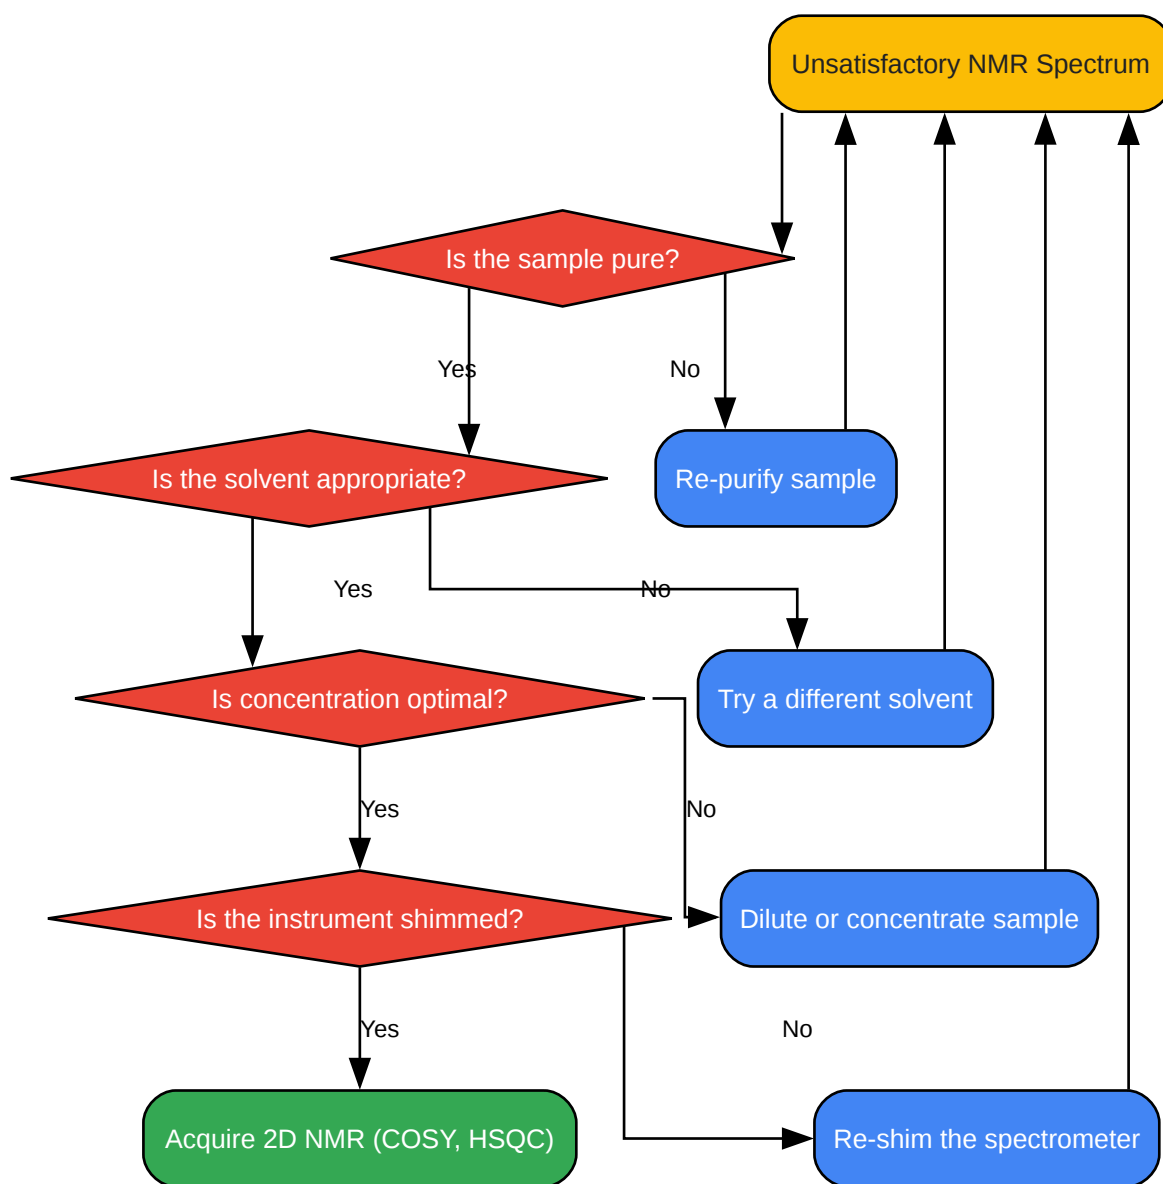 Unsatisfactory NMR Spectrum
Is the sample pure?
Yes
No
Is the solvent appropriate?
Re-purify sample
Yes
No
Is concentration optimal?
Try a different solvent
Yes
No
Is the instrument shimmed?
Dilute or concentrate sample
Yes
No
Acquire 2D NMR (COSY, HSQC)
Re-shim the spectrometer